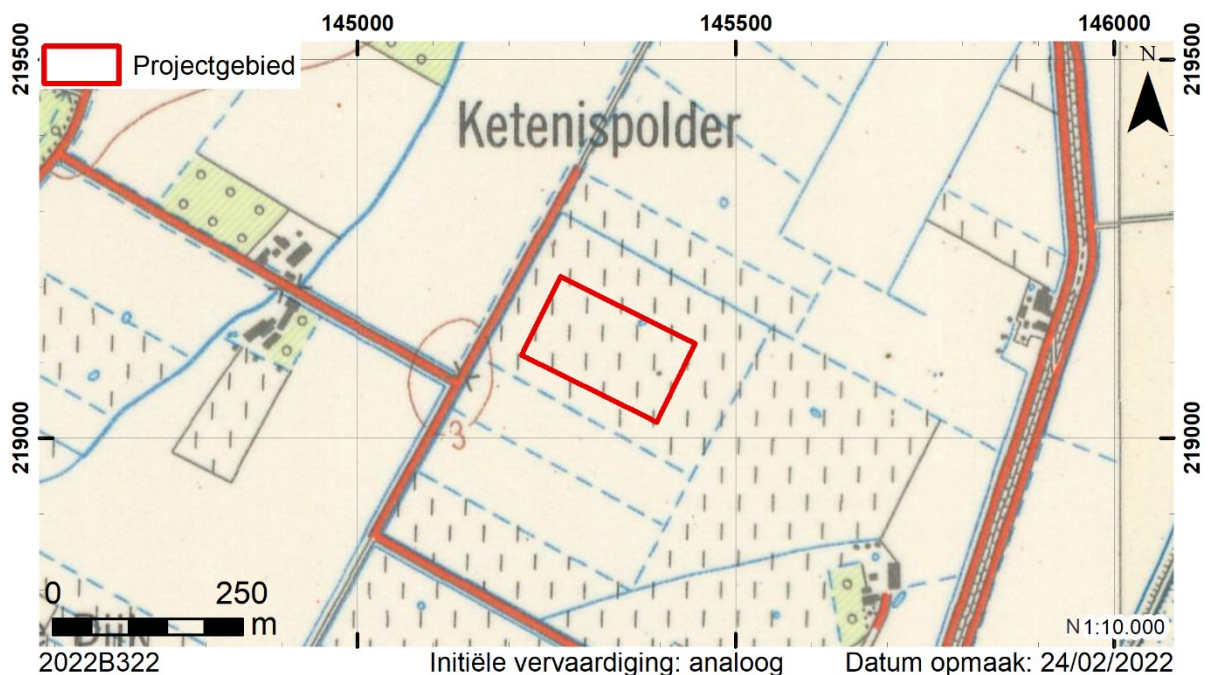 145000 145500 146000
219500 Projectgebied N 219500
Ketenispolder
219000 219000
3
0 250
m
N 1:10.000
2022B322 Initiële vervaardiging: analoog Datum opmaak: 24/02/2022